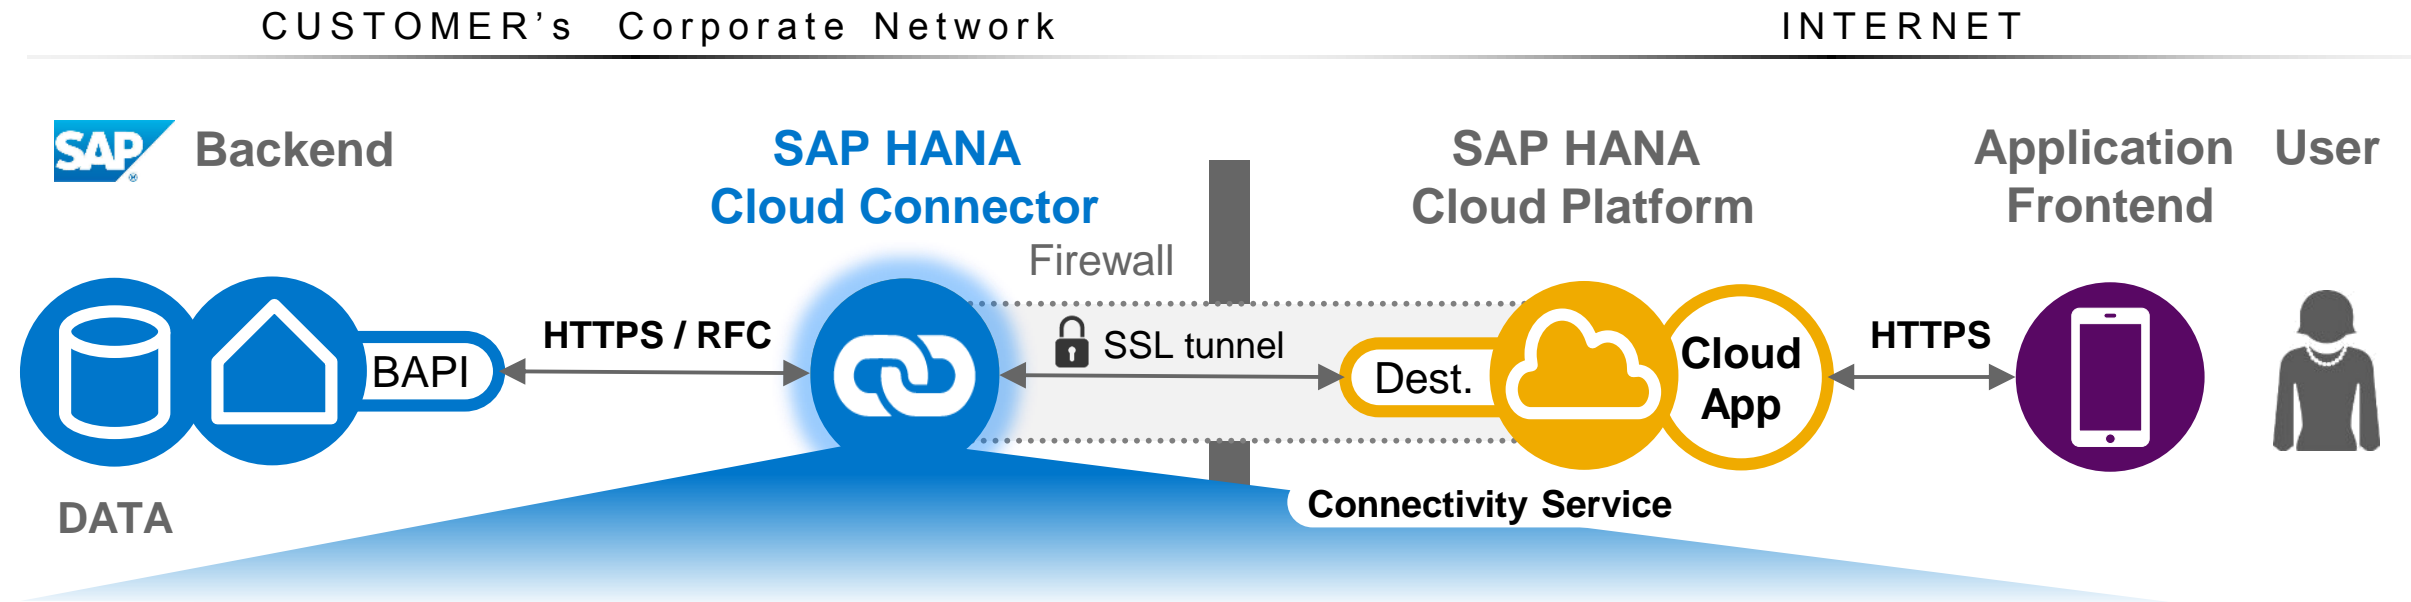 CUSTOMER’s Corporate Network
INTERNET
SAP
®
Backend
SAP HANA
Cloud Connector
SAP HANA
Cloud Platform
Application
Frontend
User
Firewall
BAPI
HTTPS / RFC
SSL tunnel
Dest.
Cloud
App
HTTPS
DATA
Connectivity Service